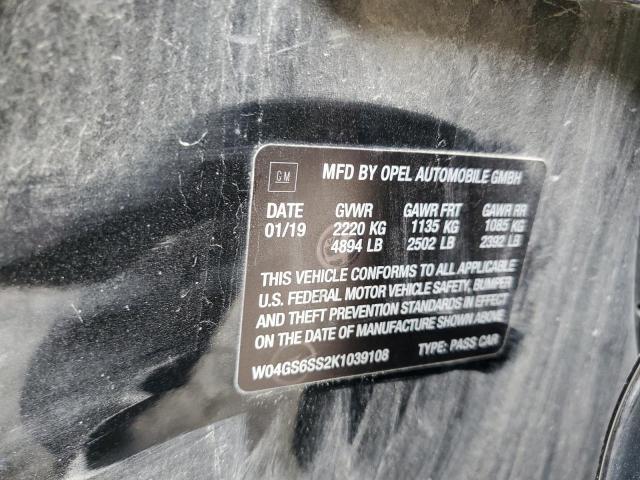 GM MFD BY OPEL AUTOMOBILE GMBH
DATE GVWR GAWR FRT GAWR RR
01/19 2220 KG 1135 KG 1085 KG
4894 LB 2502 LB 2392 LB
THIS VEHICLE CONFORMS TO ALL APPLICABLE
U.S. FEDERAL MOTOR VEHICLE SAFETY, BUMPER
AND THEFT PREVENTION STANDARDS IN EFFECT
ON THE DATE OF MANUFACTURE SHOWN ABOVE.
W04GS6SS2K1039108 TYPE: PASS CAR